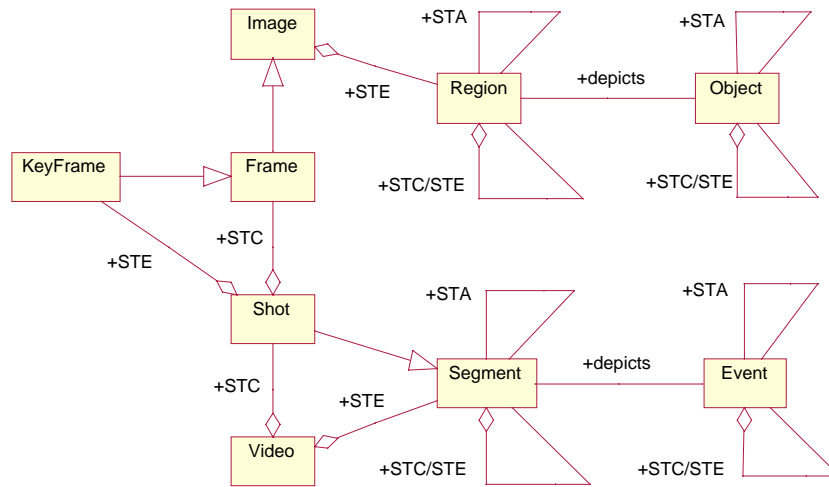 Image
+STA
+STA
+STE
Region
+depicts
Object
KeyFrame
Frame
+STC/STE
+STC/STE
+STC
+STE
Shot
+STA
+STA
+STC
Segment
+depicts
Event
+STE
Video
+STC/STE
+STC/STE